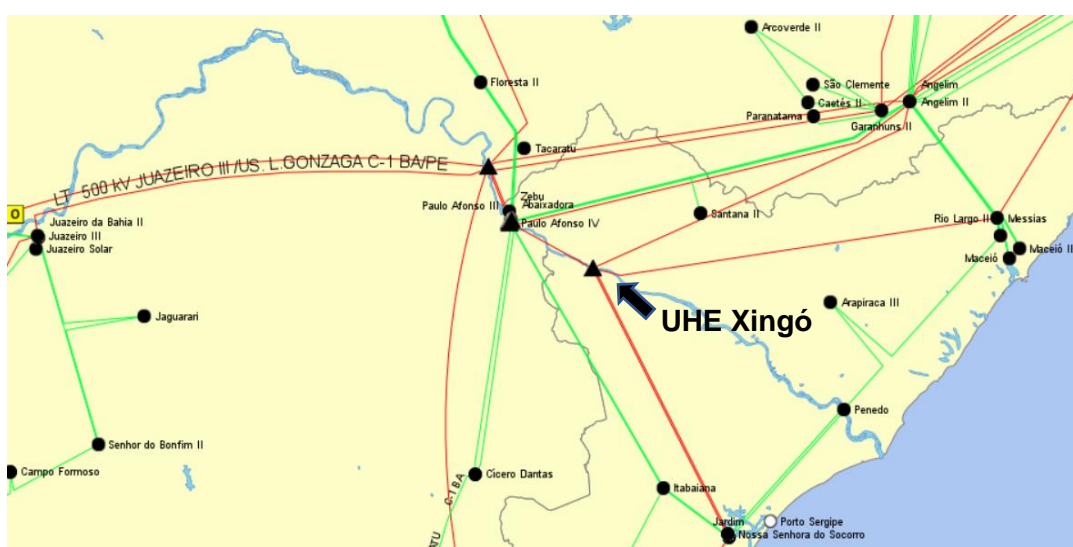 Arcoverde II
Floresta II
São Clemente
Angelim
Caetés II
Angelim II
Paranatama
Garanhuns II
Tacaratu
LT 500 kV JUAZEIRO III /US. L.GONZAGA C-1 BA/PE
Zebu
Paulo Afonso III
Abaixadora
Paulo Afonso IV
Santana II
O
Juazeiro da Bahia II
Juazeiro III
Juazeiro Solar
Rio Largo II
Messias
Maceió II
Maceió
Jaguarari
UHE Xingó
Arapiraca III
Penedo
Senhor do Bonfim II
Campo Formoso
Cícero Dantas
C-1 BA
Itabaiana
Jardim
Porto Sergipe
Nossa Senhora do Socorro
ATU